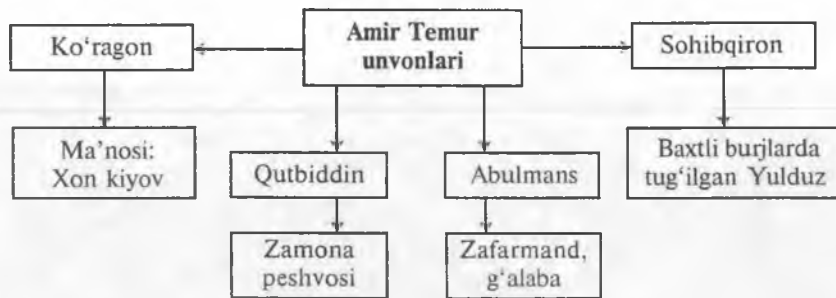 Ko‘ragon
Amir Temur
unvonlari
Sohibqiron
Ma’nosi:
Xon kiyov
Qutbiddin
Abulmans
Baxtli burjlarda
tug‘ilgan Yulduz
Zamona
peshvosi
Zafarmand,
g‘alaba